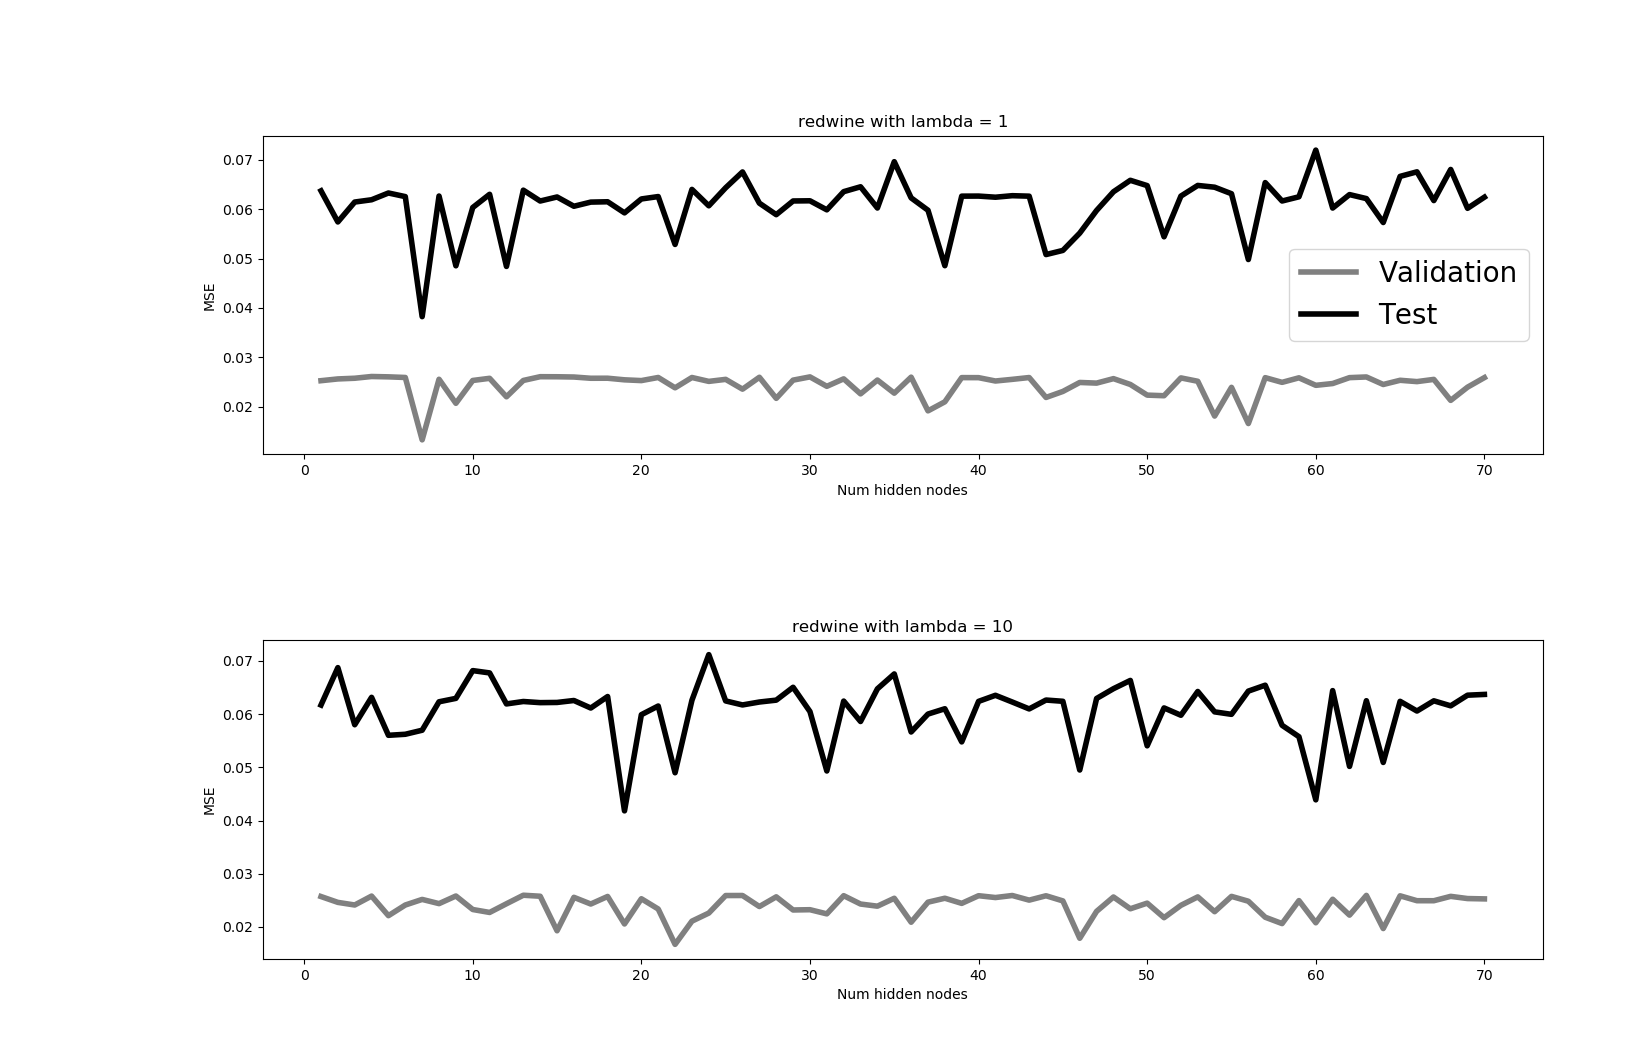 redwine with lambda = 1
0.07
0.06
0.05
0.04
0.03
0.02
MSE
Validation
Test
0 10 20 30 40 50 60 70
Num hidden nodes
redwine with lambda = 10
0.07
0.06
0.05
0.04
0.03
0.02
MSE
0 10 20 30 40 50 60 70
Num hidden nodes